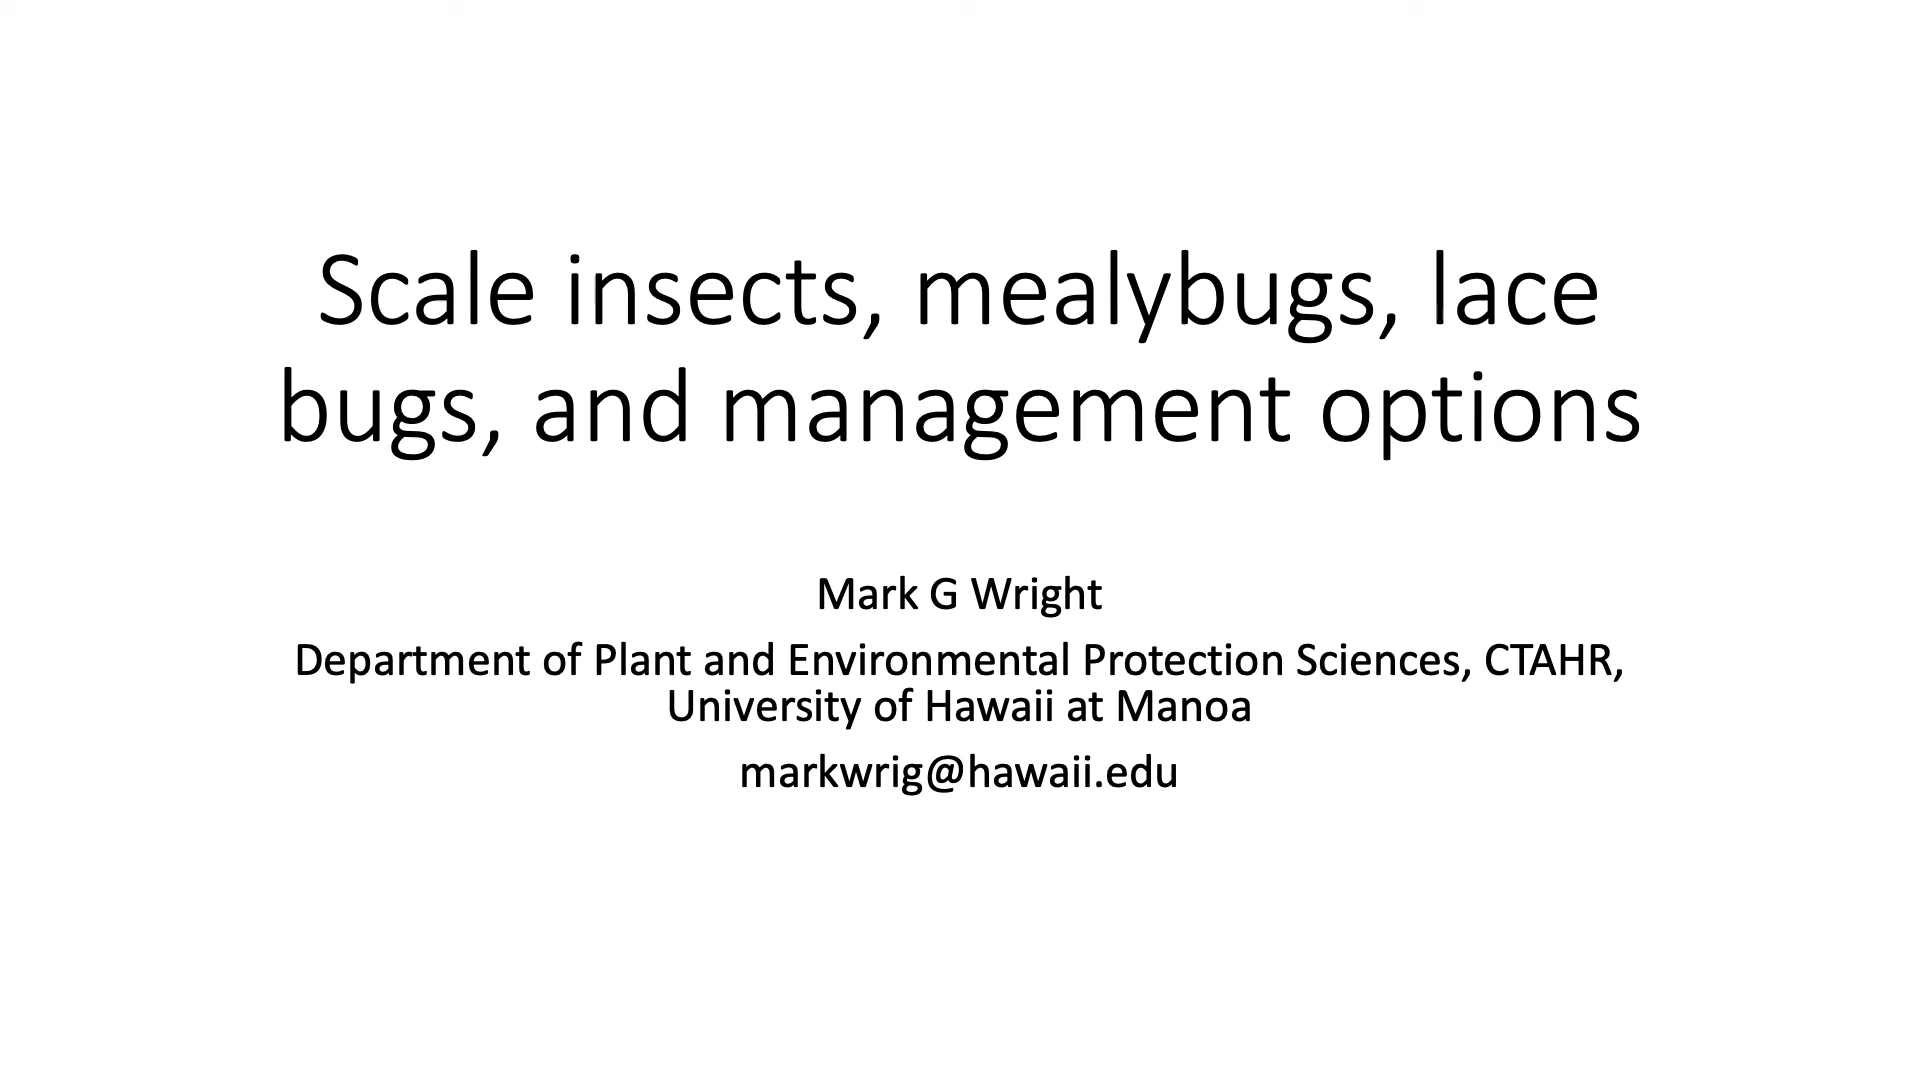 Scale insects, mealybugs, lace
bugs, and management options
Mark G Wright
Department of Plant and Environmental Protection Sciences, CTAHR,
University of Hawaii at Manoa
markwrig@hawaii.edu